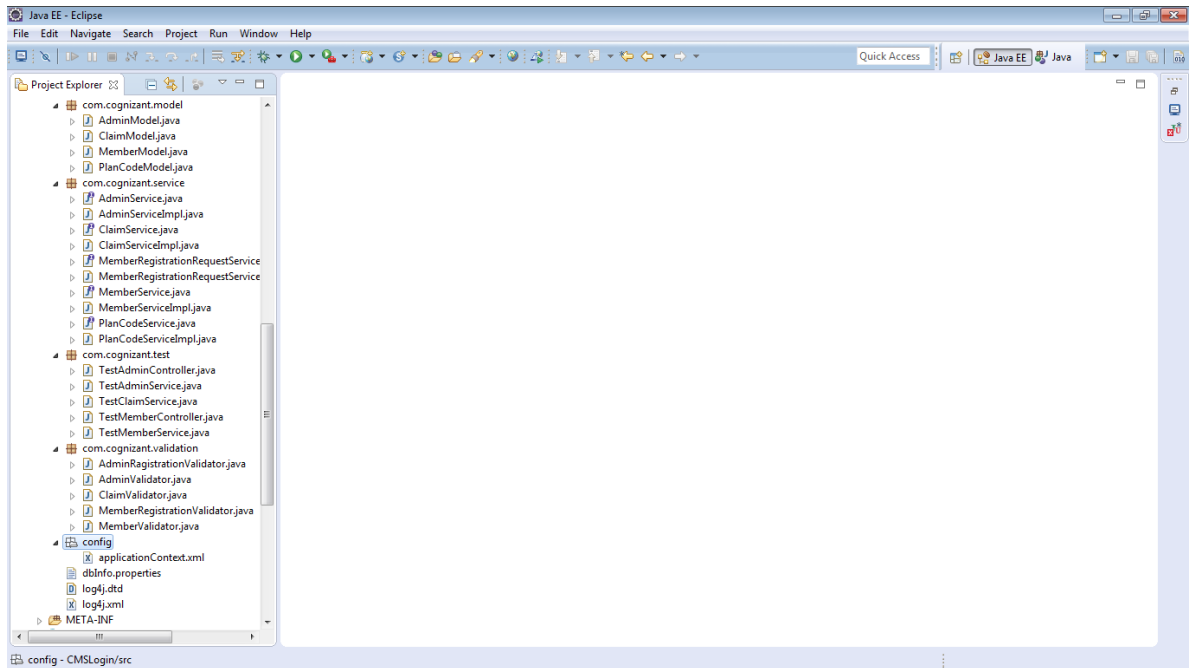 Java EE - Eclipse
File Edit Navigate Search Project Run Window Help
Quick Access Java EE Java
Project Explorer
com.cognizant.model
AdminModel.java
ClaimModel.java
MemberModel.java
PlanCodeModel.java
com.cognizant.service
AdminService.java
AdminServiceImpl.java
ClaimService.java
ClaimServiceImpl.java
MemberRegistrationRequestService
MemberRegistrationRequestService
MemberService.java
MemberServiceImpl.java
PlanCodeService.java
PlanCodeServiceImpl.java
com.cognizant.test
TestAdminController.java
TestAdminService.java
TestClaimService.java
TestMemberController.java
TestMemberService.java
com.cognizant.validation
AdminRagistrationValidator.java
AdminValidator.java
ClaimValidator.java
MemberRegistrationValidator.java
MemberValidator.java
config
applicationContext.xml
dbInfo.properties
log4j.dtd
log4j.xml
META-INF
config - CMSLogin/src